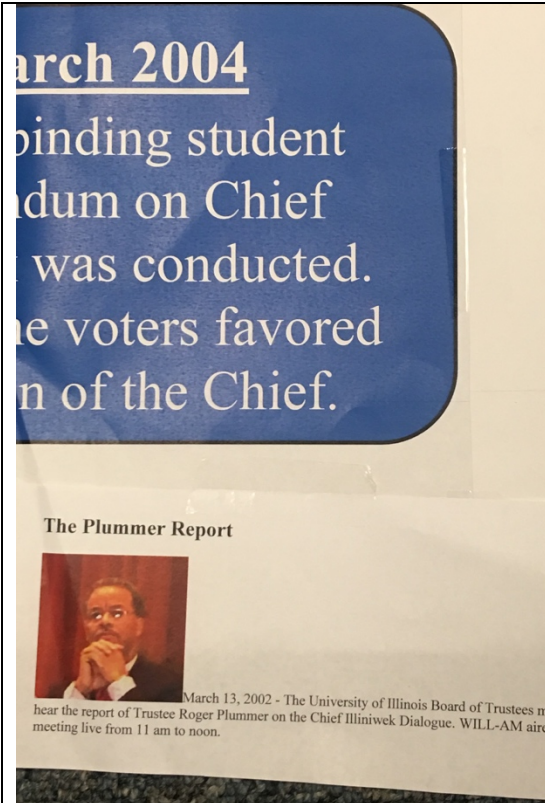 arch 2004
binding student
dum on Chief
was conducted.
e voters favored
n of the Chief.
The Plummer Report
March 13, 2002 - The University of Illinois Board of Trustees m
hear the report of Trustee Roger Plummer on the Chief Illiniwek Dialogue. WILL-AM aire
meeting live from 11 am to noon.